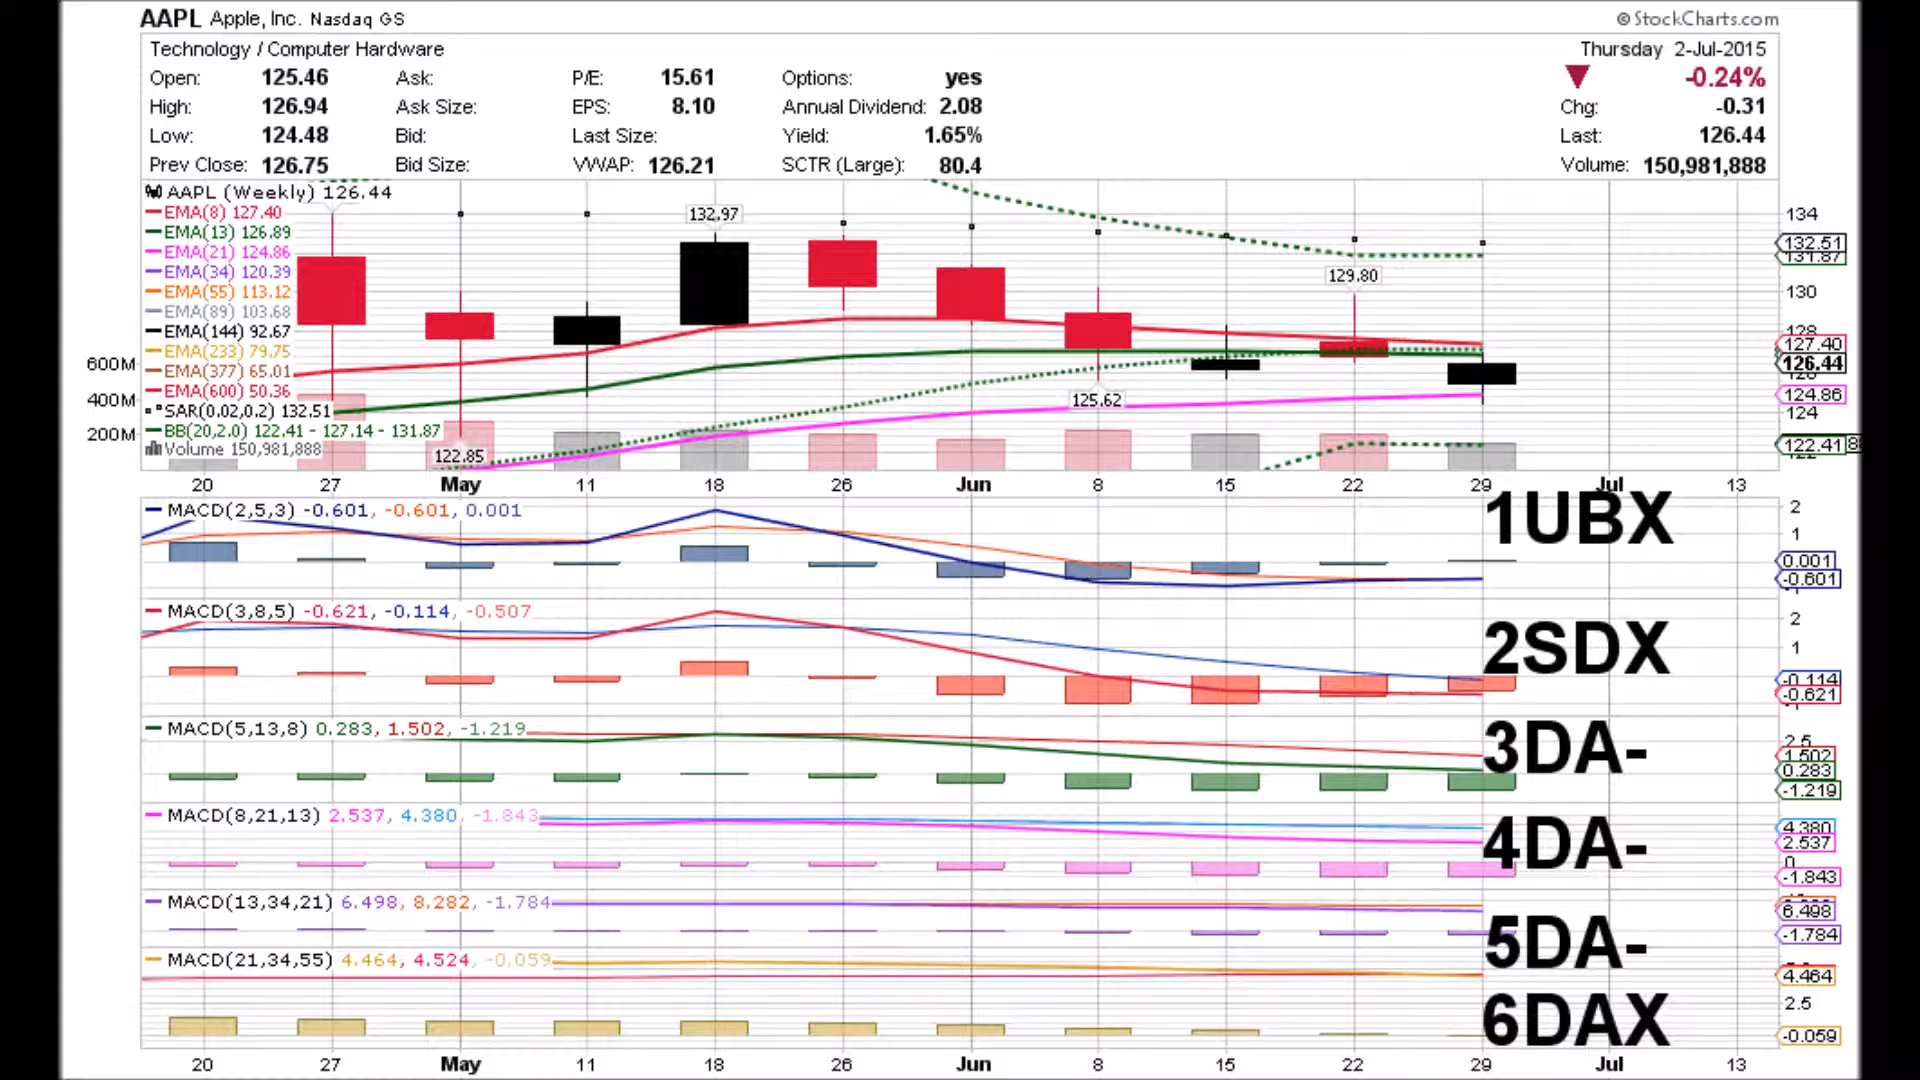 AAPL Apple, Inc. Nasdaq GS
© StockCharts.com
Technology / Computer Hardware
Thursday 2-Jul-2015
Open: 125.46 Ask: P/E: 15.61 Options: yes
-0.24%
High: 126.94 Ask Size: EPS: 8.10 Annual Dividend: 2.08
Chg: -0.31
Low: 124.48 Bid: Last Size: Yield: 1.65%
Last: 126.44
Prev Close: 126.75 Bid Size: VWAP: 126.21 SCTR (Large): 80.4
Volume: 150,981,888
AAPL (Weekly) 126.44
EMA(8) 127.40
EMA(13) 126.89
EMA(21) 124.86
EMA(34) 120.39
EMA(55) 113.12
EMA(89) 103.68
EMA(144) 92.67
EMA(233) 79.75
EMA(377) 65.01
EMA(600) 50.36
SAR(0.02,0.2) 132.51
BB(20,2.0) 122.41 - 127.14 - 131.87
Volume 150,981,888
600M
400M
200M
132.97
129.80
125.62
122.85
134
132.51
131.87
130
128
127.40
126.44
124.86
124
122.41
20 27 May 11 18 26 Jun 8 15 22 29 Jul 13
MACD(2,5,3) -0.601, -0.601, 0.001
1UBX
2
1
0.001
-0.601
MACD(3,8,5) -0.621, -0.114, -0.507
2SDX
2
1
-0.114
-0.621
MACD(5,13,8) 0.283, 1.502, -1.219
3DA-
2.5
1.502
0.283
-1.219
MACD(8,21,13) 2.537, 4.380, -1.843
4DA-
4.380
2.537
0
-1.843
MACD(13,34,21) 6.498, 8.282, -1.784
5DA-
6.498
-1.784
MACD(21,34,55) 4.464, 4.524, -0.059
6DAX
4.464
2.5
-0.059
20 27 May 11 18 26 Jun 8 15 22 29 Jul 13